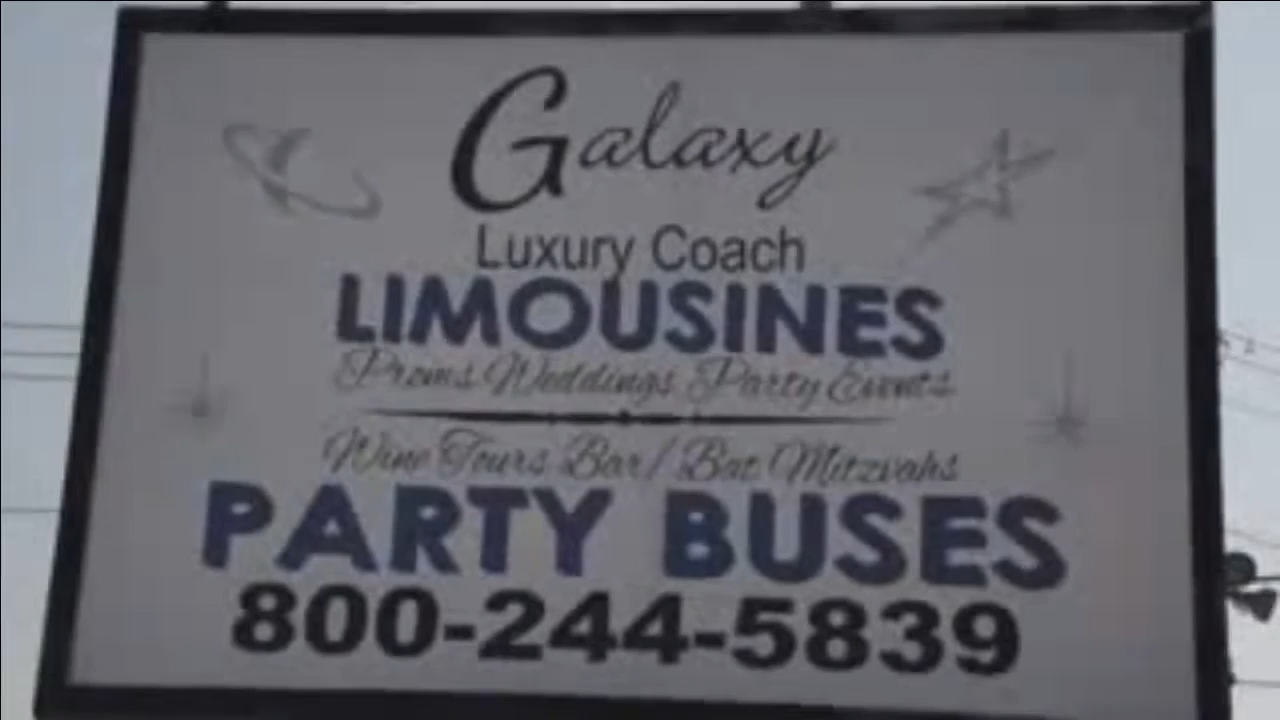 Galaxy
Luxury Coach
LIMOUSINES
Proms Weddings Party Events
Wine Tours Bar/Bat Mitzvahs
PARTY BUSES
800-244-5839